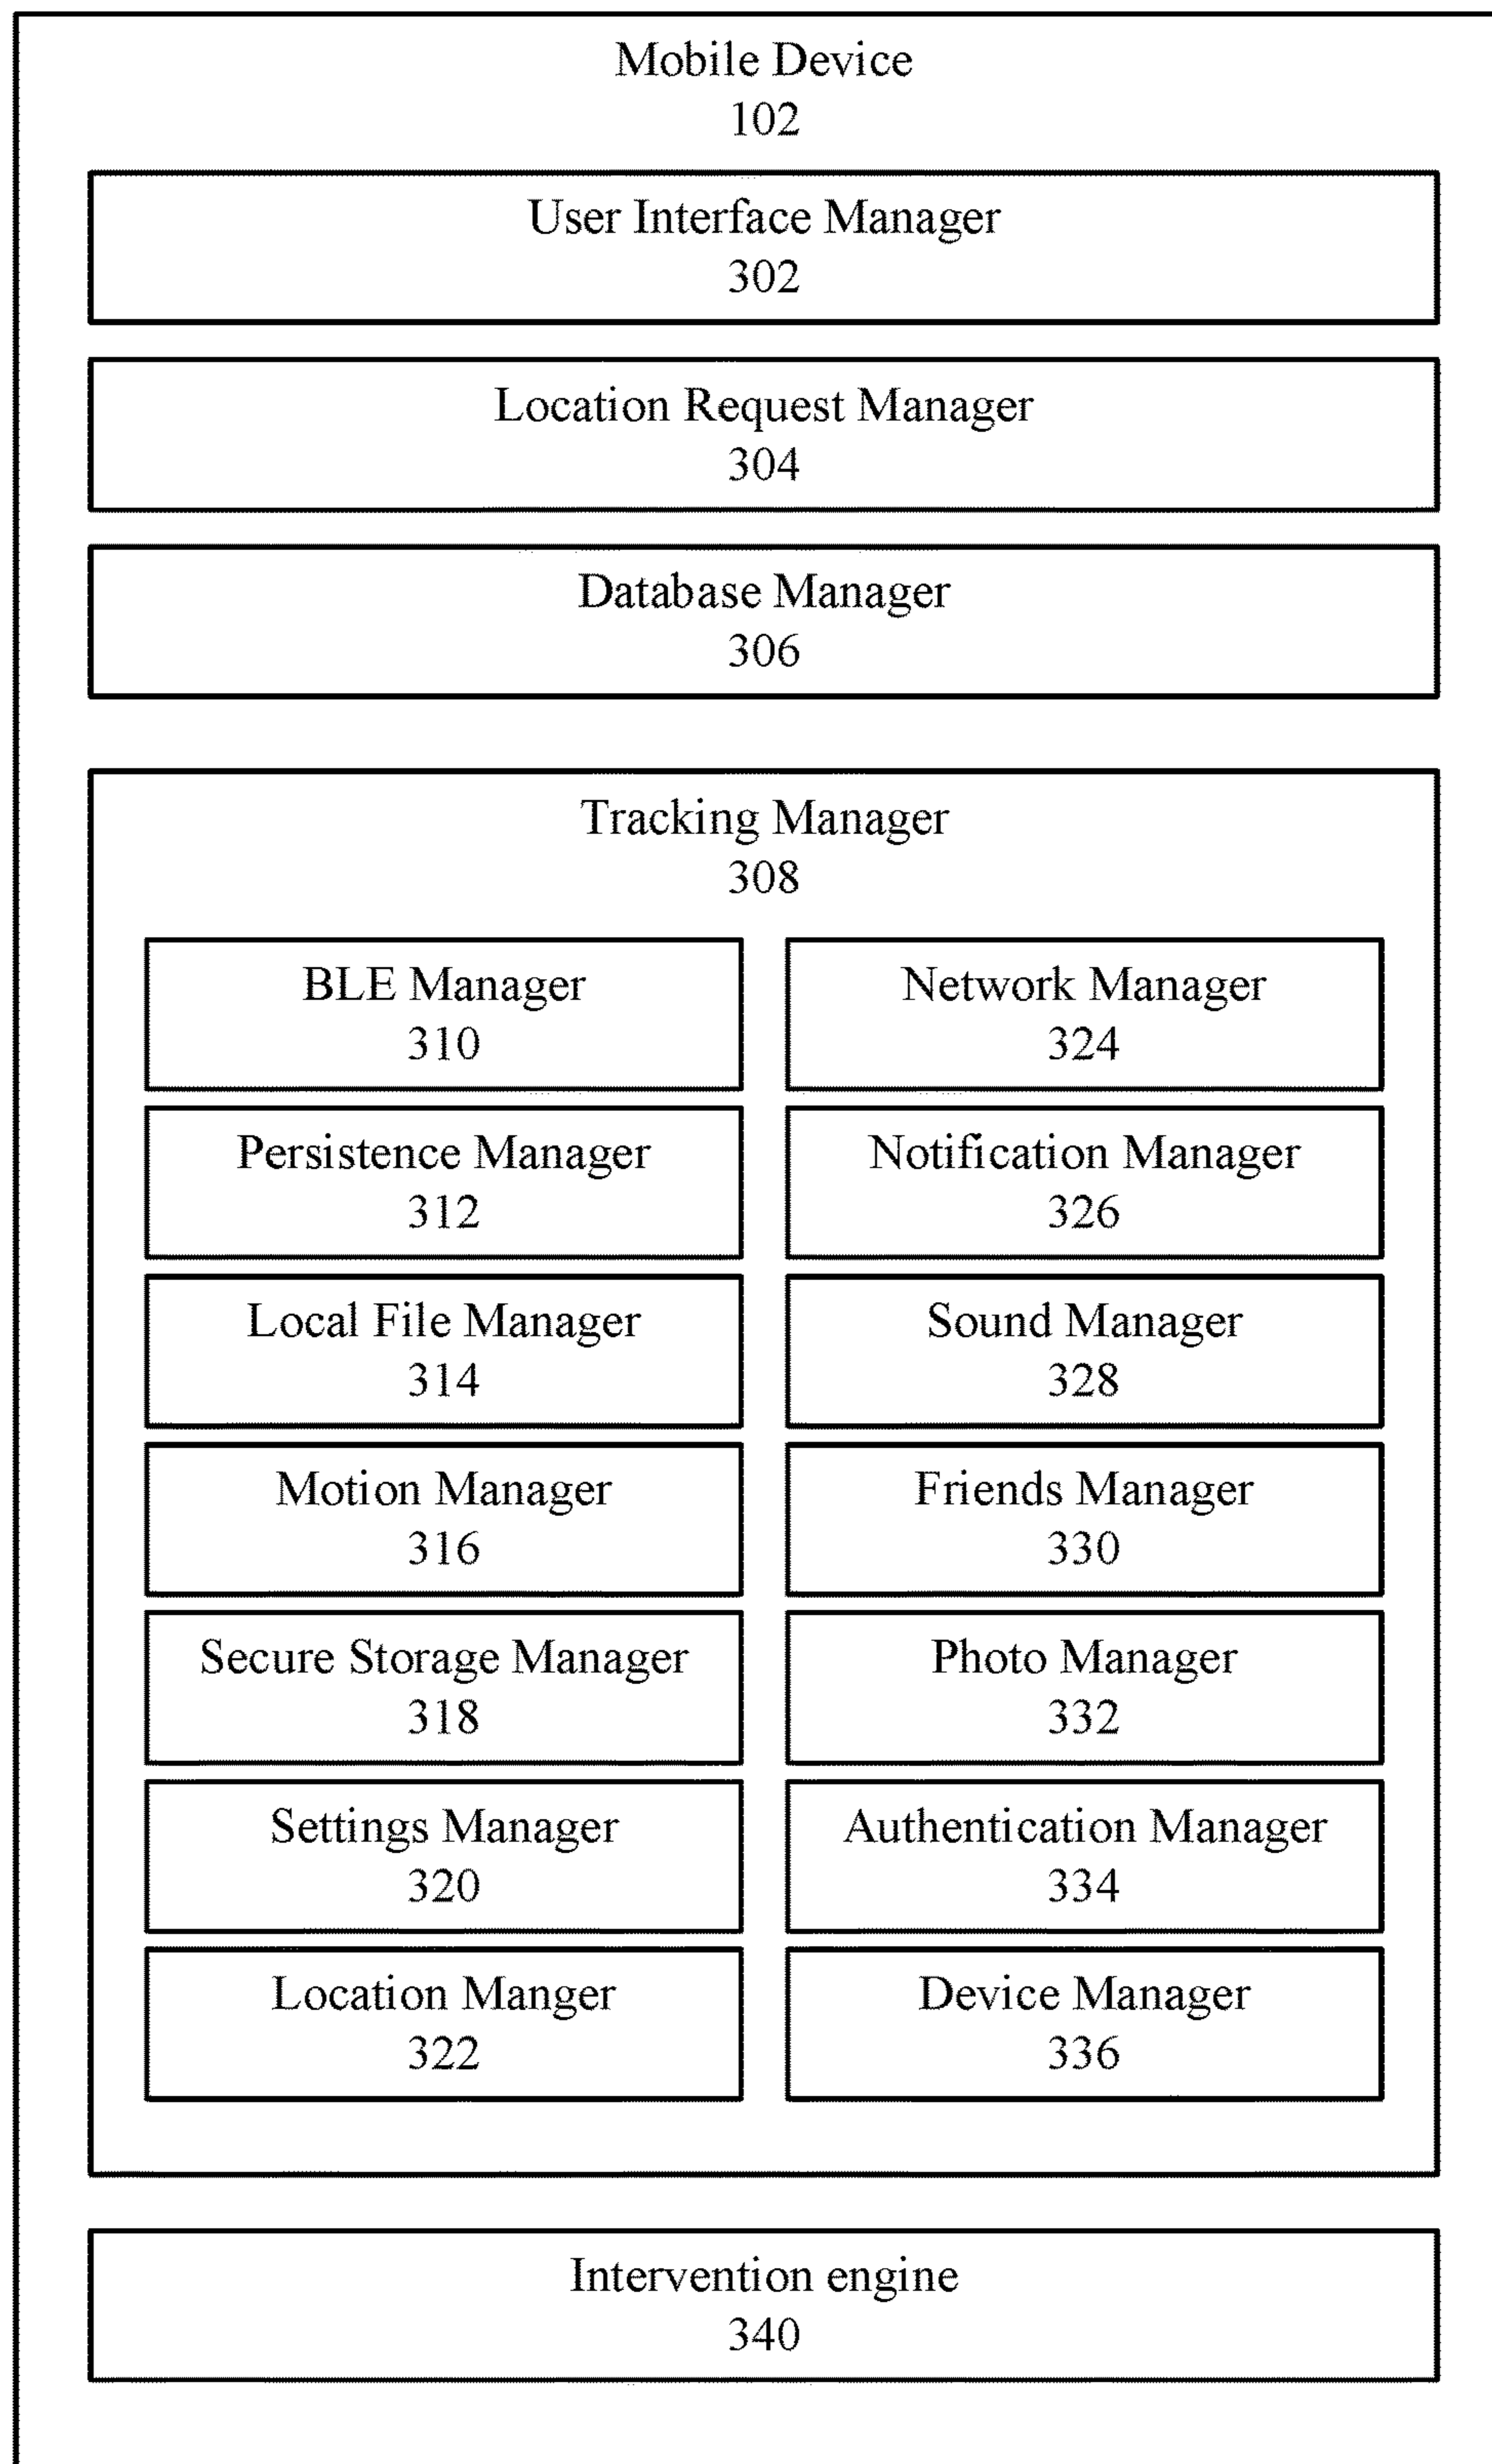 Mobile Device
102
User Interface Manager
302
Location Request Manager
304
Database Manager
306
Tracking Manager
308
BLE Manager
310
Network Manager
324
Persistence Manager
312
Notification Manager
326
Local File Manager
314
Sound Manager
328
Motion Manager
316
Friends Manager
330
Secure Storage Manager
318
Photo Manager
332
Settings Manager
320
Authentication Manager
334
Location Manger
322
Device Manager
336
Intervention engine
340